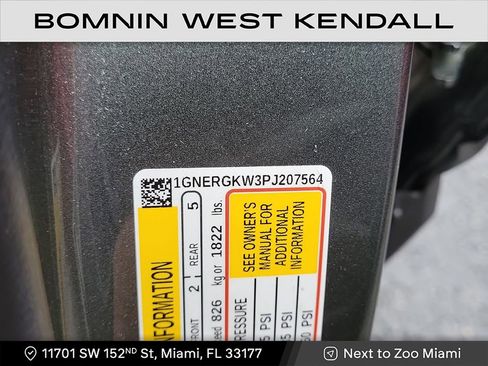 BOMNIN WEST KENDALL
1GNERGKW3PJ207564
INFORMATION
FRONT 2 REAR 5
exceed 826 kg or 1822 lbs.
PRESSURE
PSI
PSI
PSI
SEE OWNER'S
MANUAL FOR
ADDITIONAL
INFORMATION
11701 SW 152ND St, Miami, FL 33177
Next to Zoo Miami